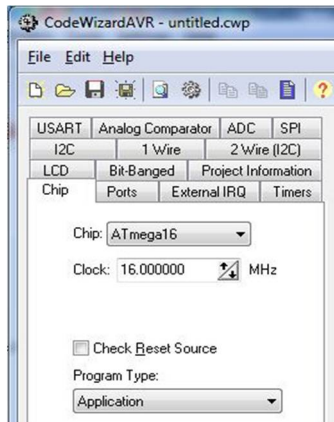 CodeWizardAVR - untitled.cwp
File Edit Help
USART Analog Comparator ADC SPI
I2C 1 Wire 2 Wire (I2C)
LCD Bit-Banged Project Information
Chip Ports External IRQ Timers
Chip: ATmega16
Clock: 16.000000 MHz
Check Reset Source
Program Type:
Application